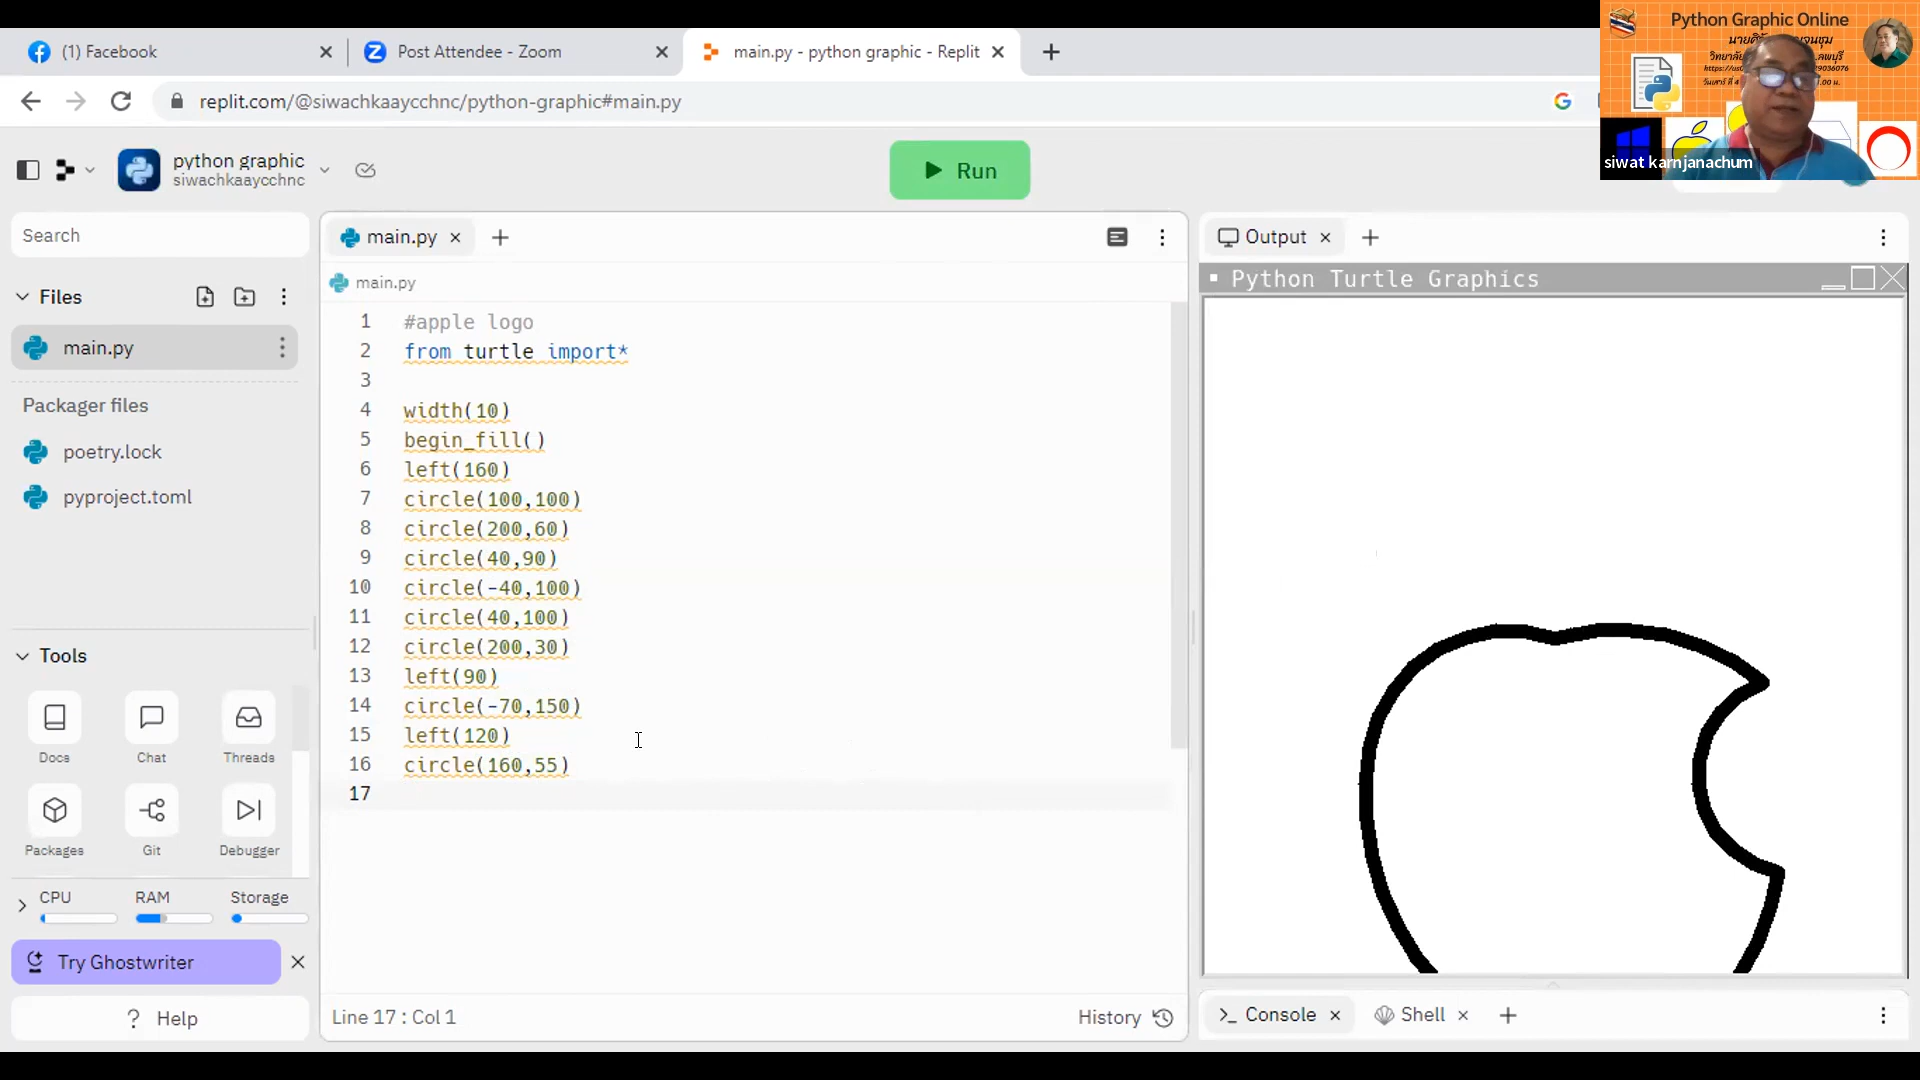 (1) Facebook
Post Attendee - Zoom
main.py - python graphic - Replit
replit.com/@siwachkaaycchnc/python-graphic#main.py
Python Graphic Online
siwat karnjanachum
python graphic
siwachkaaycchnc
Run
Search
Files
main.py
Packager files
poetry.lock
pyproject.toml
Tools
Docs
Chat
Threads
Packages
Git
Debugger
CPU
RAM
Storage
Try Ghostwriter
? Help
main.py
main.py
1 #apple logo
2 from turtle import*
3
4 width(10)
5 begin_fill()
6 left(160)
7 circle(100,100)
8 circle(200,60)
9 circle(40,90)
10 circle(-40,100)
11 circle(40,100)
12 circle(200,30)
13 left(90)
14 circle(-70,150)
15 left(120)
16 circle(160,55)
17
Line 17 : Col 1
History
Output
Python Turtle Graphics
Console
Shell